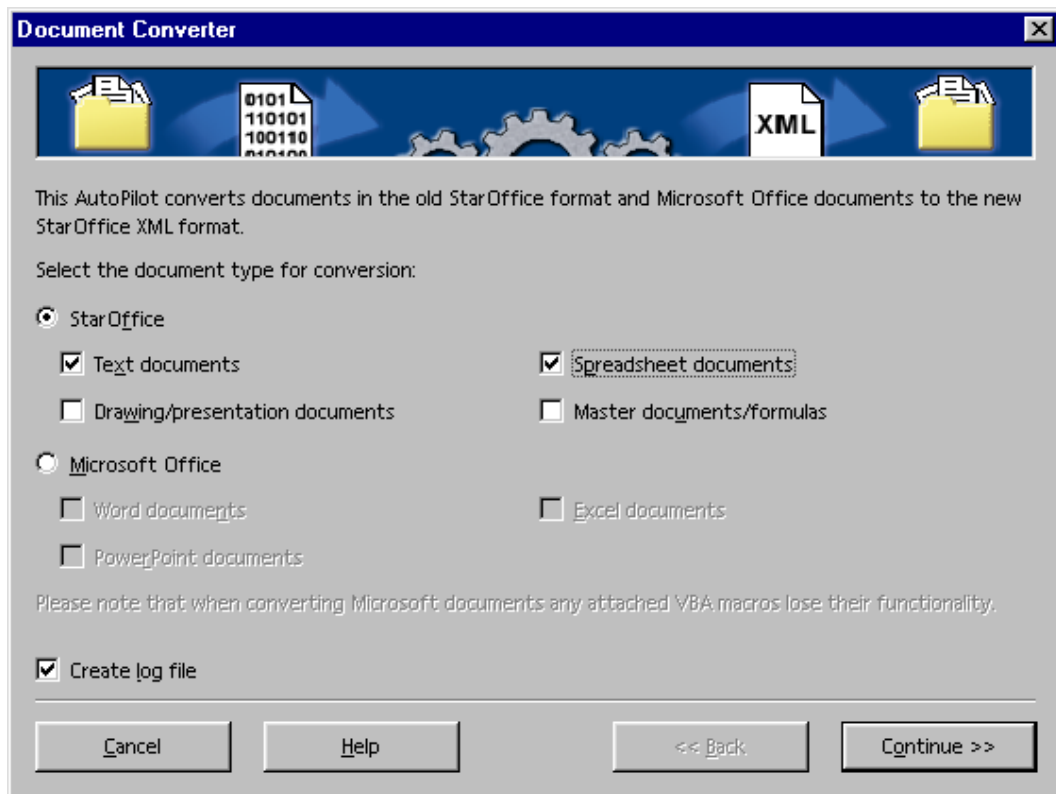 Document Converter
0101
110101
100110
010100
XML
This AutoPilot converts documents in the old StarOffice format and Microsoft Office documents to the new
StarOffice XML format.
Select the document type for conversion:
StarOffice
Text documents
Spreadsheet documents
Drawing/presentation documents
Master documents/formulas
Microsoft Office
Word documents
Excel documents
PowerPoint documents
Please note that when converting Microsoft documents any attached VBA macros lose their functionality.
Create log file
Cancel
Help
<< Back
Continue >>